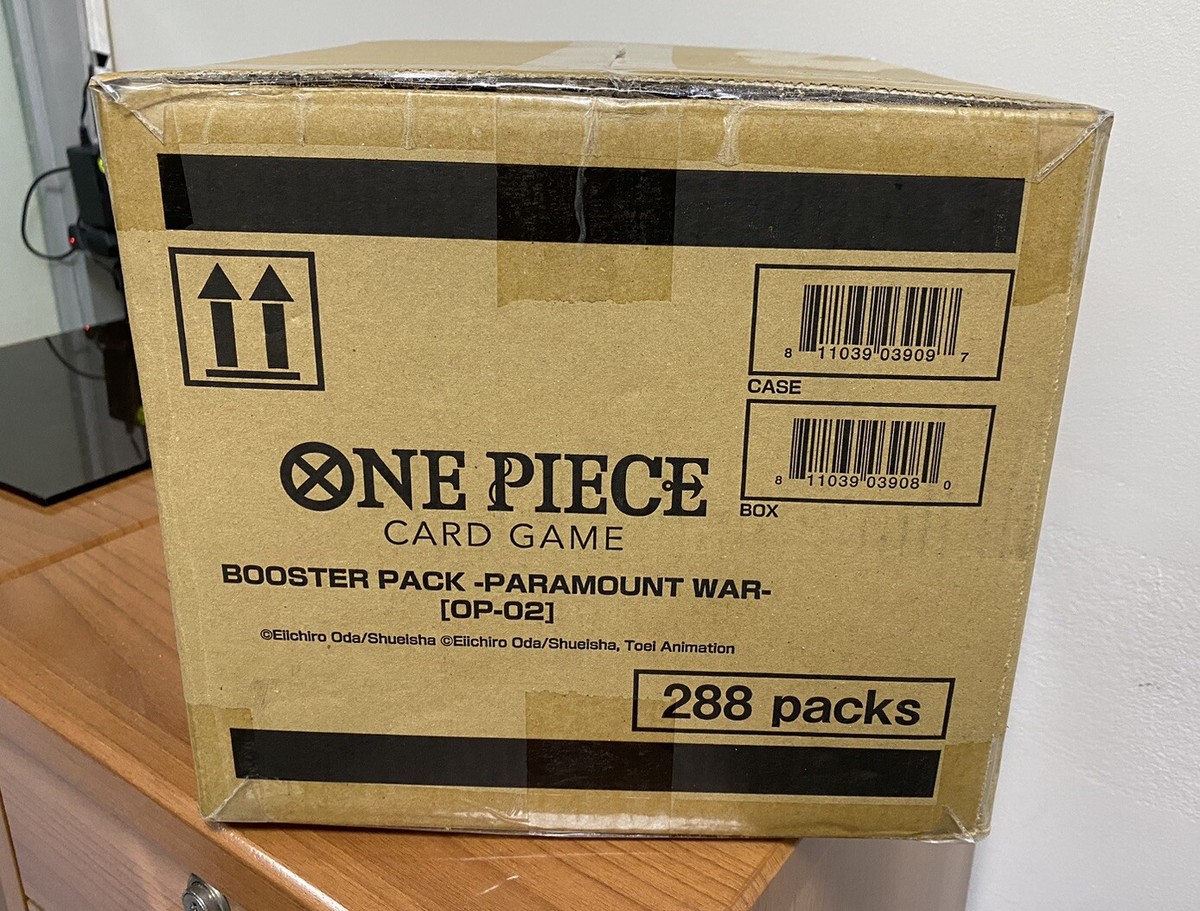 8 11039 03909 7
CASE
8 11039 03908 0
BOX
ONE PIECE
CARD GAME
BOOSTER PACK -PARAMOUNT WAR-
[OP-02]
©Eiichiro Oda/Shueisha ©Eiichiro Oda/Shueisha, Toei Animation
288 packs